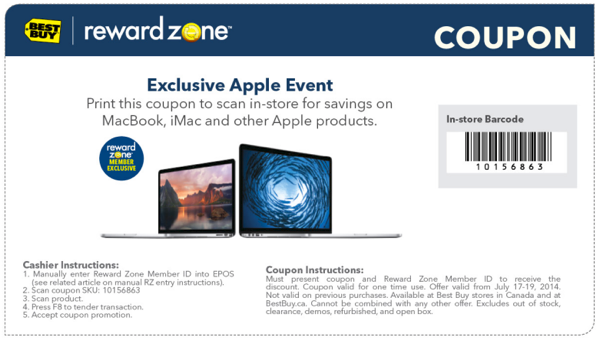 BEST BUY
reward zone™
COUPON
Exclusive Apple Event
Print this coupon to scan in-store for savings on
MacBook, iMac and other Apple products.
reward
zone
MEMBER
EXCLUSIVE
In-store Barcode
10156863
Cashier Instructions:
1. Manually enter Reward Zone Member ID into EPOS
(see related article on manual RZ entry instructions).
2. Scan coupon SKU: 10156863
3. Scan product.
4. Press F8 to tender transaction.
5. Accept coupon promotion.
Coupon Instructions:
Must present coupon and Reward Zone Member ID to receive the
discount. Coupon valid for one time use. Offer valid from July 17-19, 2014.
Not valid on previous purchases. Available at Best Buy stores in Canada and at
BestBuy.ca. Cannot be combined with any other offer. Excludes out of stock,
clearance, demos, refurbished, and open box.